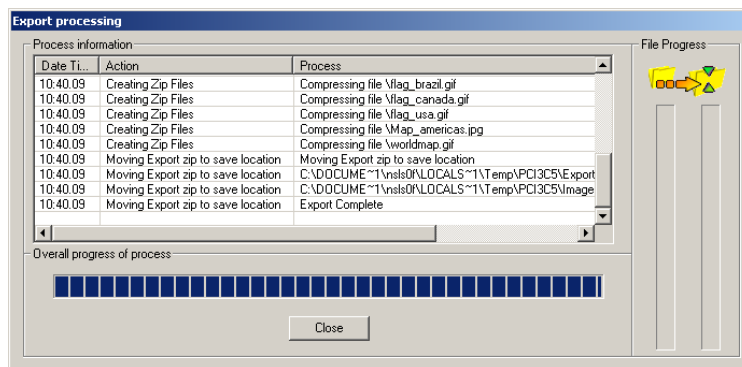 Export processing
Process information
File Progress
Date Ti... Action Process
10:40.09 Creating Zip Files Compressing file \flag_brazil.gif
10:40.09 Creating Zip Files Compressing file \flag_canada.gif
10:40.09 Creating Zip Files Compressing file \flag_usa.gif
10:40.09 Creating Zip Files Compressing file \Map_americas.jpg
10:40.09 Creating Zip Files Compressing file \worldmap.gif
10:40.09 Moving Export zip to save location Moving Export zip to save location
10:40.09 Moving Export zip to save location C:\DOCUME~1\nsls0f\LOCALS~1\Temp\PCI3C5\Export
10:40.09 Moving Export zip to save location C:\DOCUME~1\nsls0f\LOCALS~1\Temp\PCI3C5\Image
10:40.09 Moving Export zip to save location Export Complete
Overall progress of process
Close